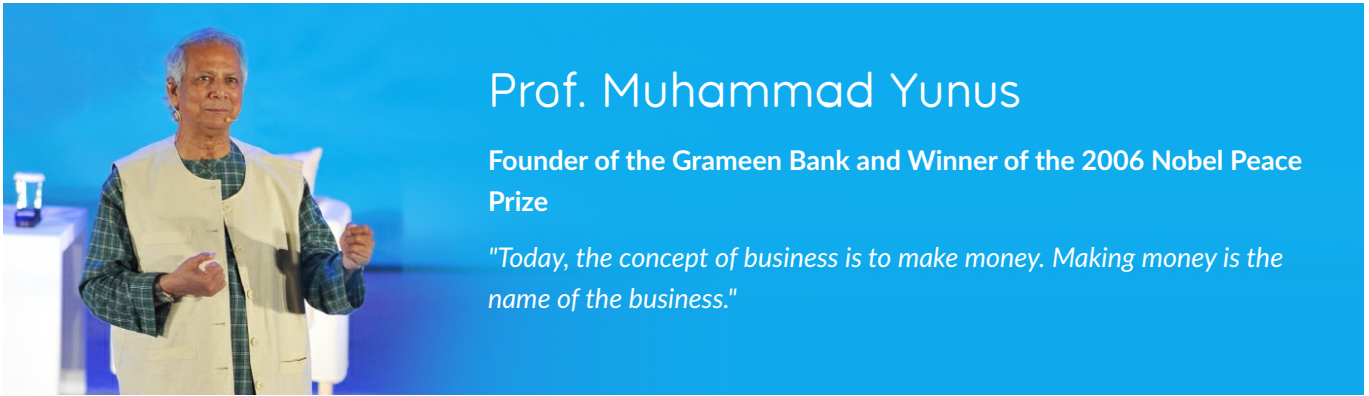 Prof. Muhammad Yunus
Founder of the Grameen Bank and Winner of the 2006 Nobel Peace
Prize
"Today, the concept of business is to make money. Making money is the
name of the business."